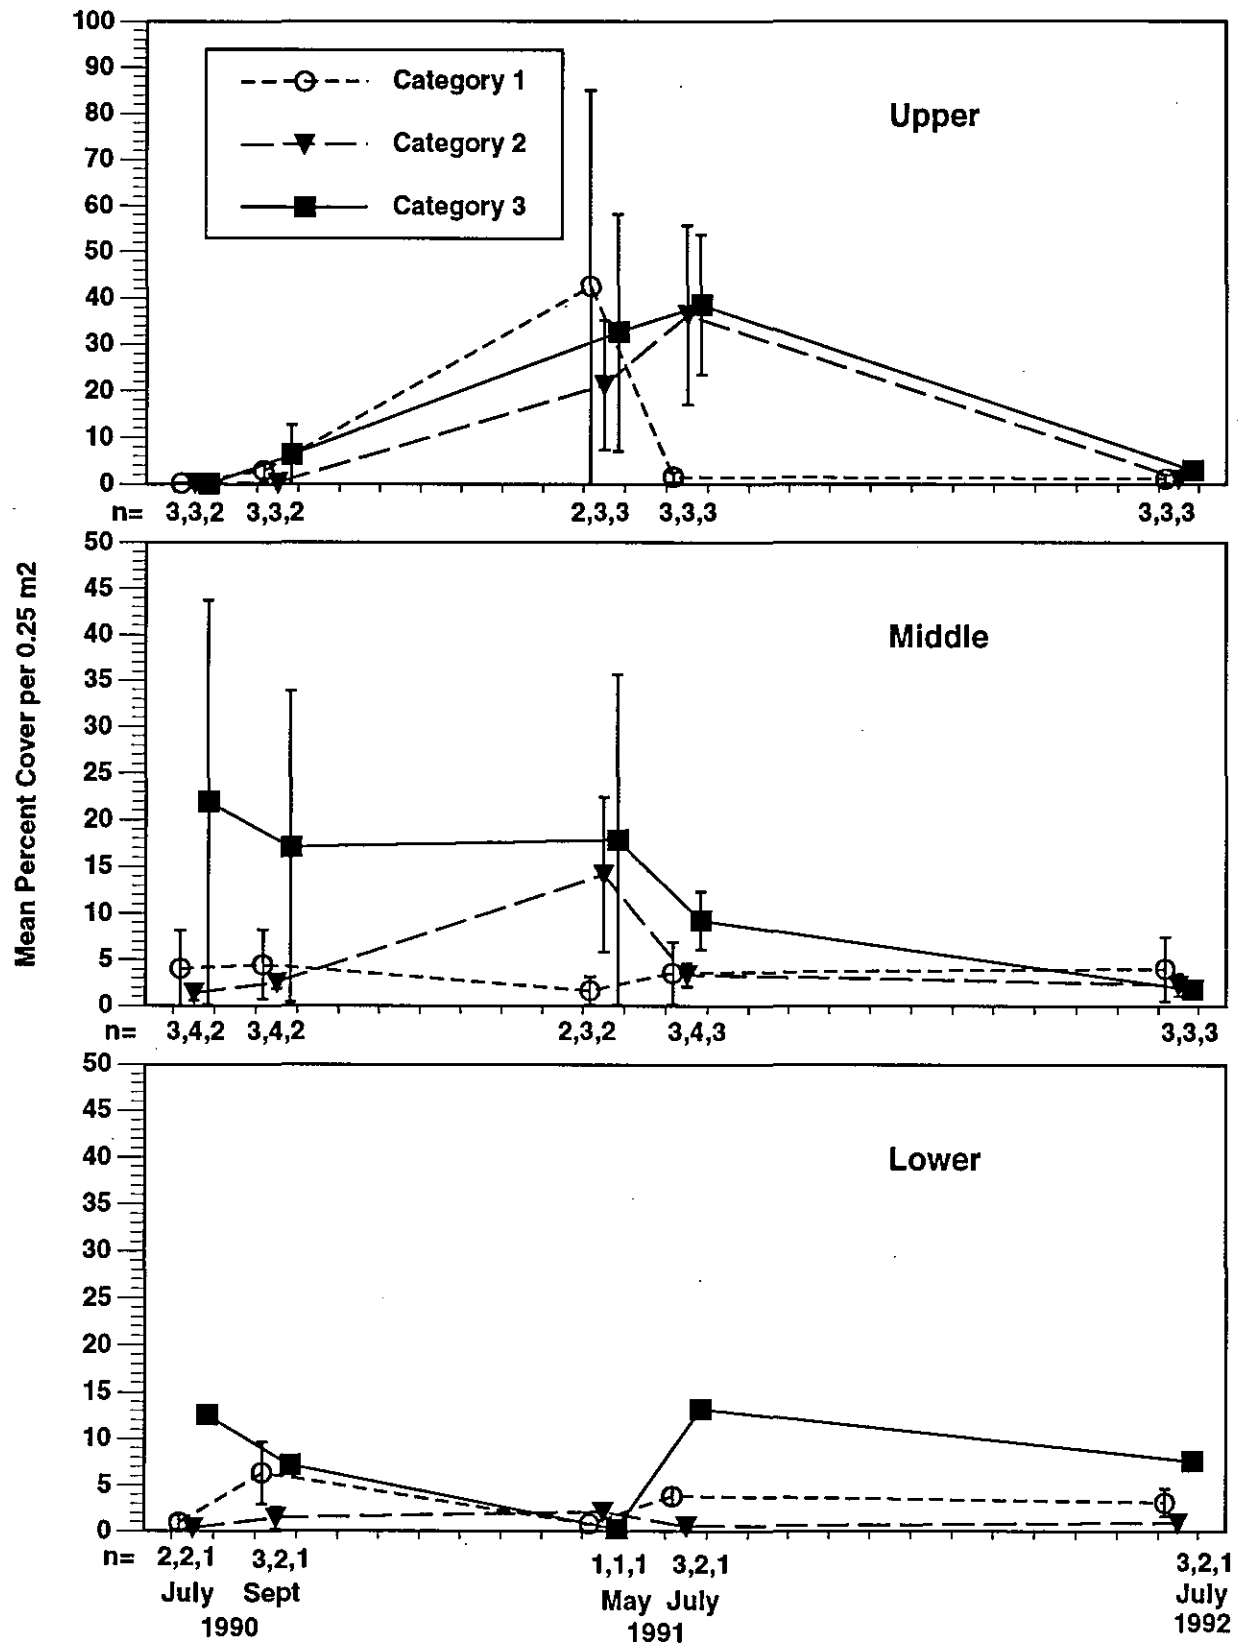 Mean Percent Cover per 0.25 m2
100
90
80
70
60
50
40
30
20
10
0
Category 1
Category 2
Category 3
Upper
n= 3,3,2 3,3,2 2,3,3 3,3,3 3,3,3
50
45
40
35
30
25
20
15
10
5
0
Middle
n= 3,4,2 3,4,2 2,3,2 3,4,3 3,3,3
50
45
40
35
30
25
20
15
10
5
0
Lower
n= 2,2,1 3,2,1 1,1,1 3,2,1 3,2,1
July Sept May July July
1990 1991 1992